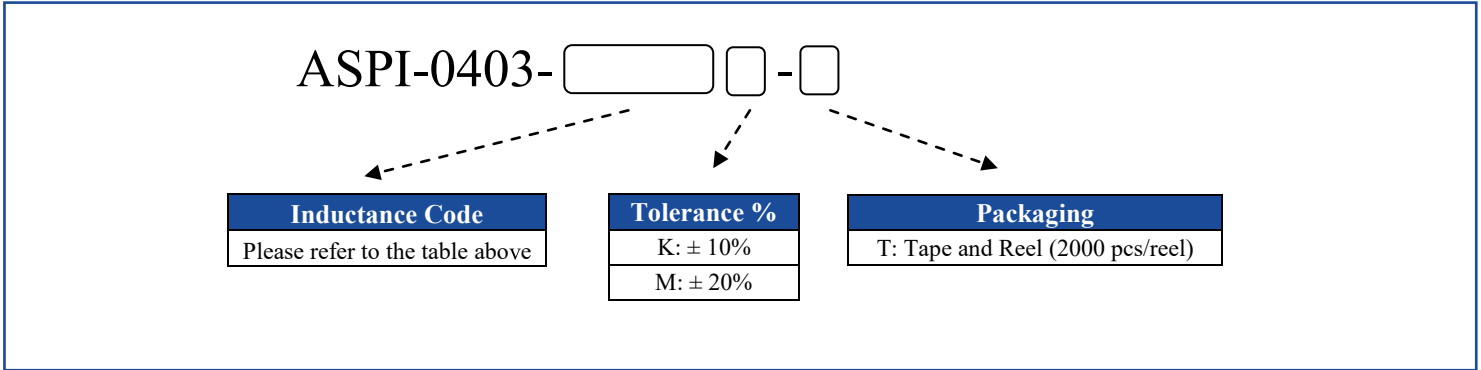 ASPI-0403- -
Inductance Code
Please refer to the table above
Tolerance %
K: ± 10%
M: ± 20%
Packaging
T: Tape and Reel (2000 pcs/reel)